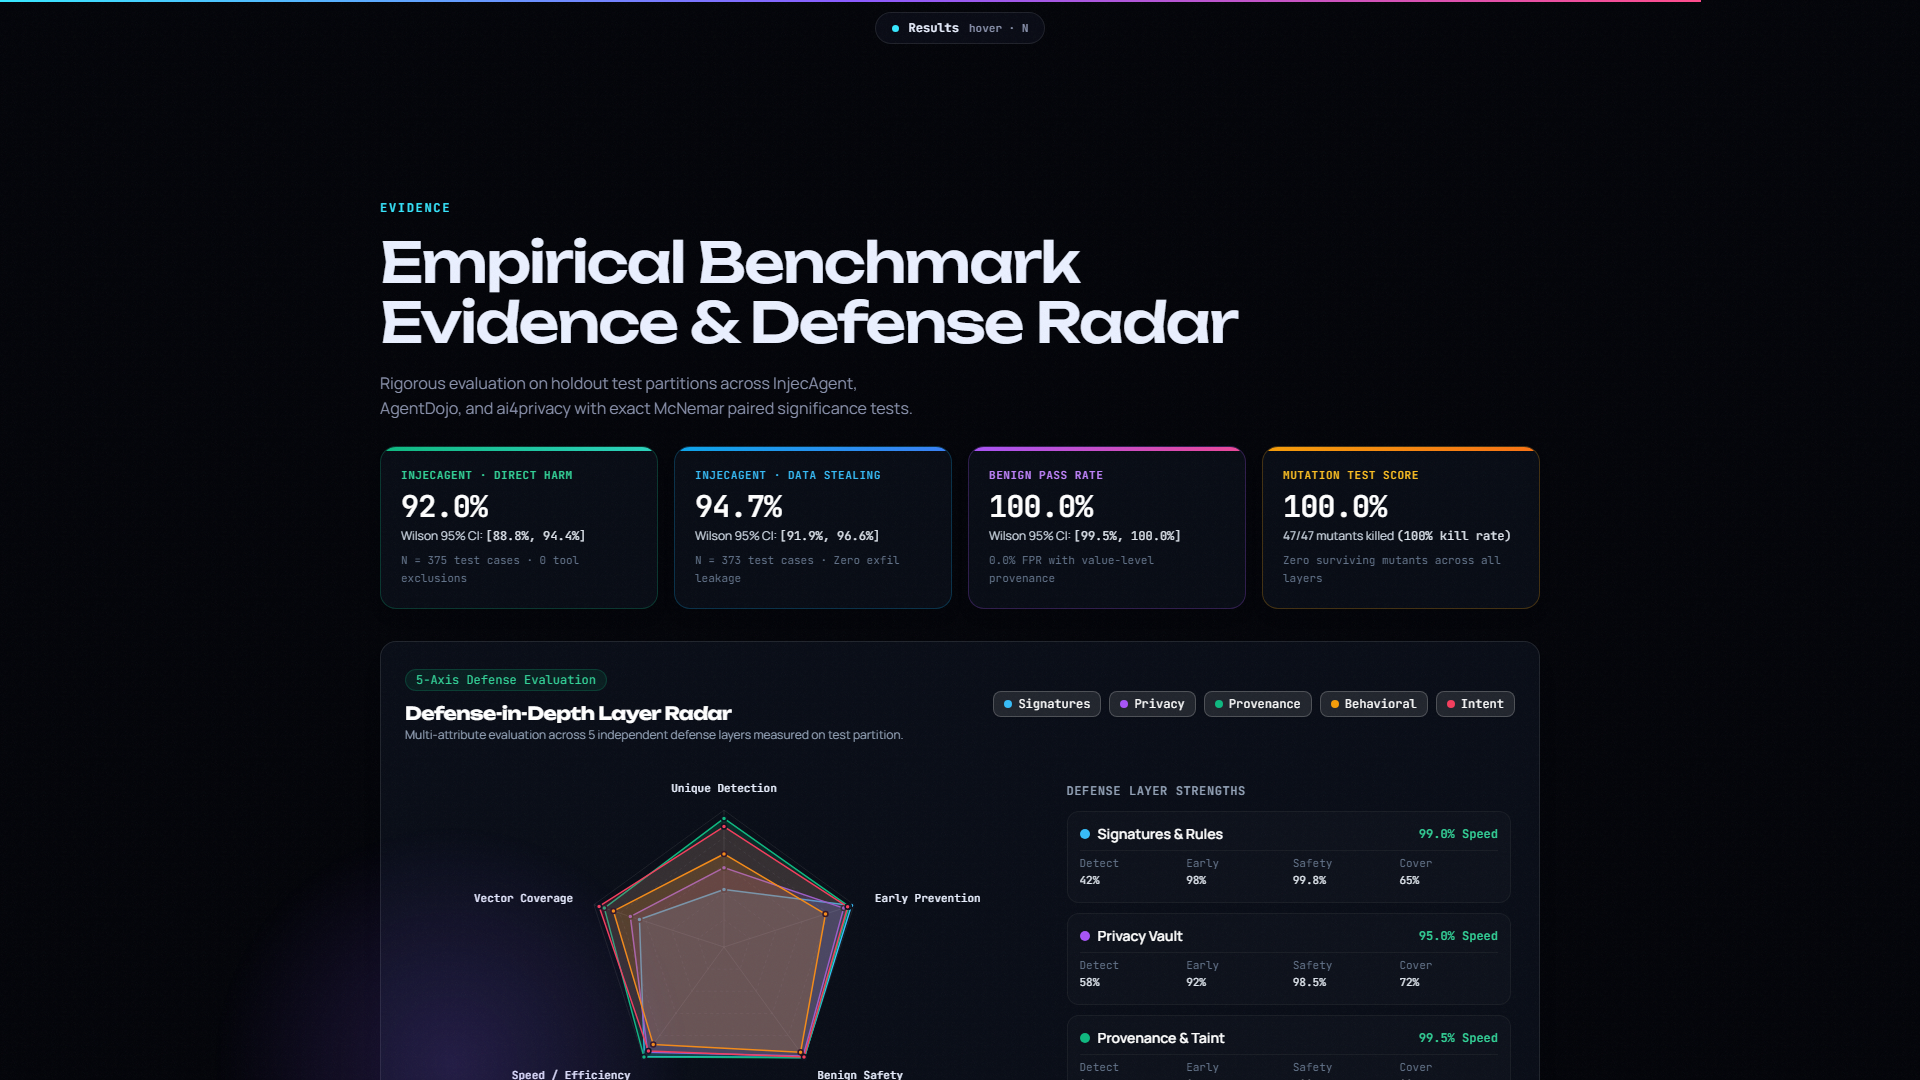 Results hover · N
EVIDENCE
Empirical Benchmark
Evidence & Defense Radar
Rigorous evaluation on holdout test partitions across InjecAgent,
AgentDojo, and ai4privacy with exact McNemar paired significance tests.
INJECAGENT · DIRECT HARM
92.0%
Wilson 95% CI: [88.8%, 94.4%]
N = 375 test cases · 0 tool
exclusions
INJECAGENT · DATA STEALING
94.7%
Wilson 95% CI: [91.9%, 96.6%]
N = 373 test cases · Zero exfil
leakage
BENIGN PASS RATE
100.0%
Wilson 95% CI: [99.5%, 100.0%]
0.0% FPR with value-level
provenance
MUTATION TEST SCORE
100.0%
47/47 mutants killed (100% kill rate)
Zero surviving mutants across all
layers
5-Axis Defense Evaluation
Defense-in-Depth Layer Radar
Multi-attribute evaluation across 5 independent defense layers measured on test partition.
Signatures Privacy Provenance Behavioral Intent
Unique Detection
Vector Coverage
Early Prevention
Speed / Efficiency
Benign Safety
DEFENSE LAYER STRENGTHS
Signatures & Rules 99.0% Speed
Detect Early Safety Cover
42% 98% 99.8% 65%
Privacy Vault 95.0% Speed
Detect Early Safety Cover
58% 92% 98.5% 72%
Provenance & Taint 99.5% Speed
Detect Early Safety Cover